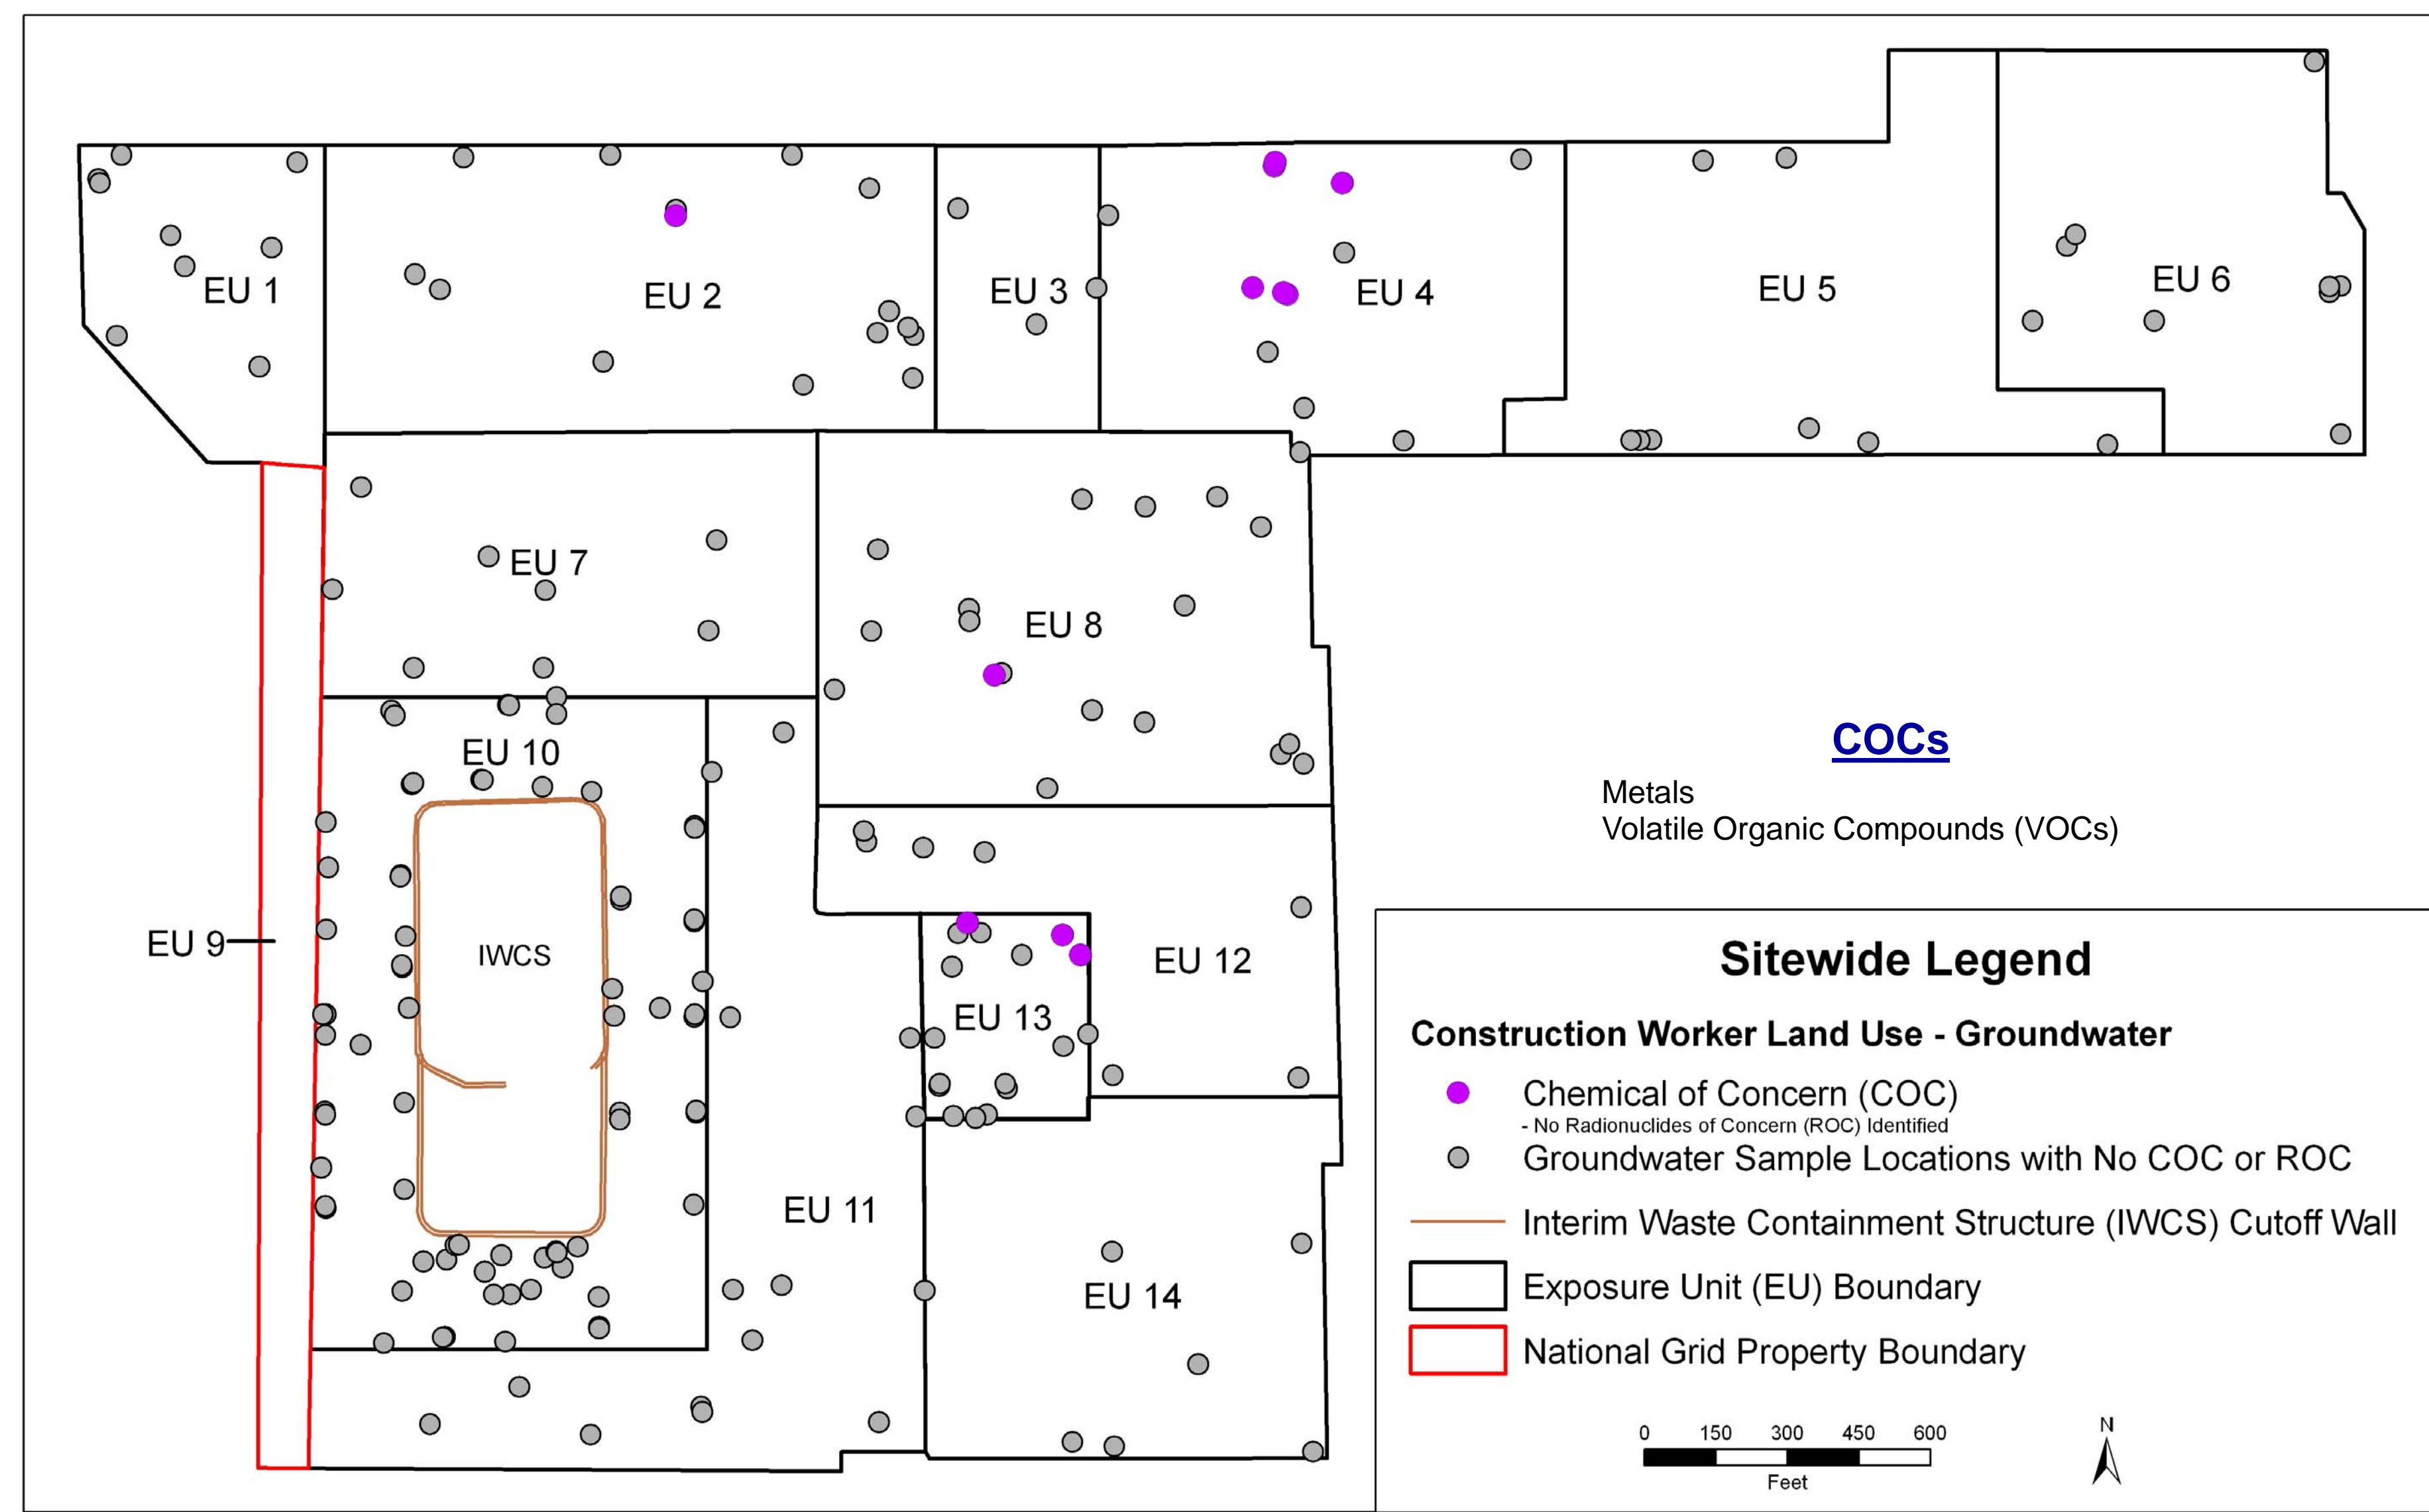 EU 1
EU 2
EU 3
EU 4
EU 5
EU 6
EU 7
EU 8
EU 10
IWCS
EU 9
EU 13
EU 12
EU 11
EU 14
COCs
Metals
Volatile Organic Compounds (VOCs)
Sitewide Legend
Construction Worker Land Use - Groundwater
Chemical of Concern (COC)
- No Radionuclides of Concern (ROC) Identified
Groundwater Sample Locations with No COC or ROC
Interim Waste Containment Structure (IWCS) Cutoff Wall
Exposure Unit (EU) Boundary
National Grid Property Boundary
0 150 300 450 600
Feet
N